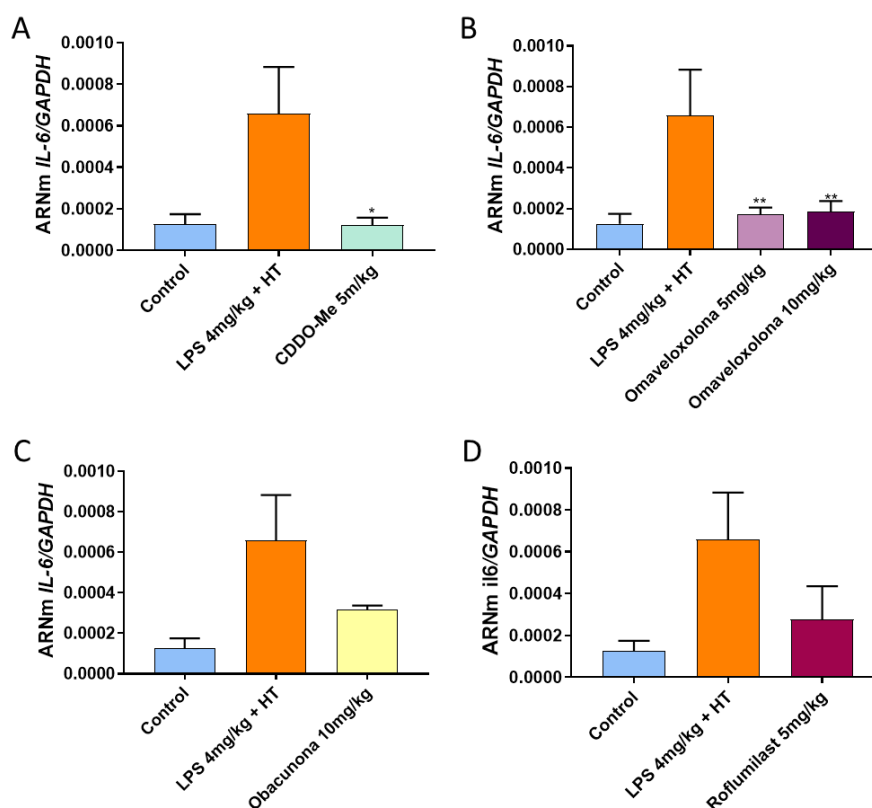 A
ARNm IL-6/GAPDH
0.0010
0.0008
0.0006
0.0004
0.0002
0.0000
*
Control
LPS 4mg/kg + HT
CDDO-Me 5m/kg
B
ARNm IL-6/GAPDH
0.0010
0.0008
0.0006
0.0004
0.0002
0.0000
**
**
Control
LPS 4mg/kg + HT
Omaveloxolona 5mg/kg
Omaveloxolona 10mg/kg
C
ARNm IL-6/GAPDH
0.0010
0.0008
0.0006
0.0004
0.0002
0.0000
Control
LPS 4mg/kg + HT
Obacunona 10mg/kg
D
ARNm il6/GAPDH
0.0010
0.0008
0.0006
0.0004
0.0002
0.0000
Control
LPS 4mg/kg + HT
Roflumilast 5mg/kg